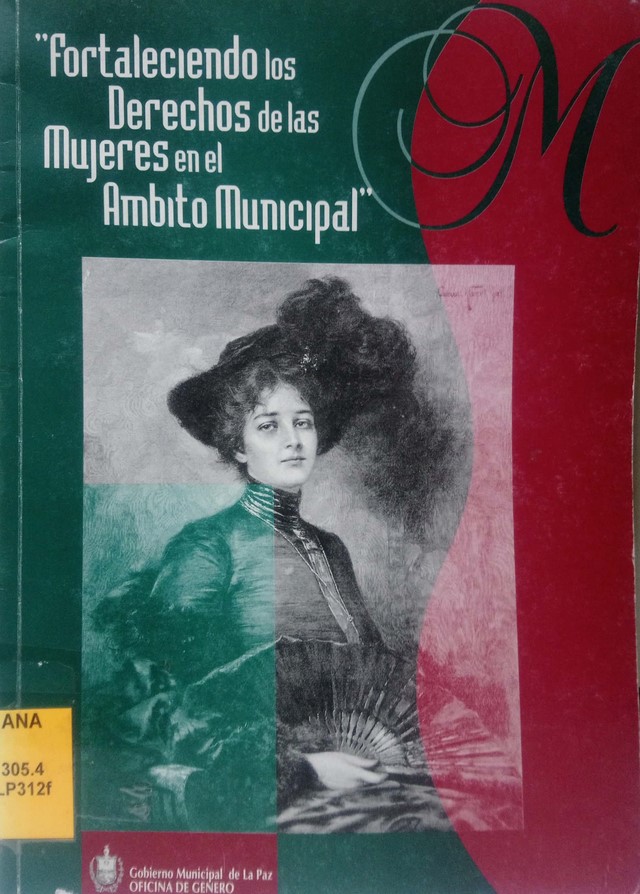 "Fortaleciendo los
Derechos de las
Mujeres en el
Ambito Municipal"
M
ANA
305.4
LP312f
Gobierno Municipal de La Paz
OFICINA DE GENERO